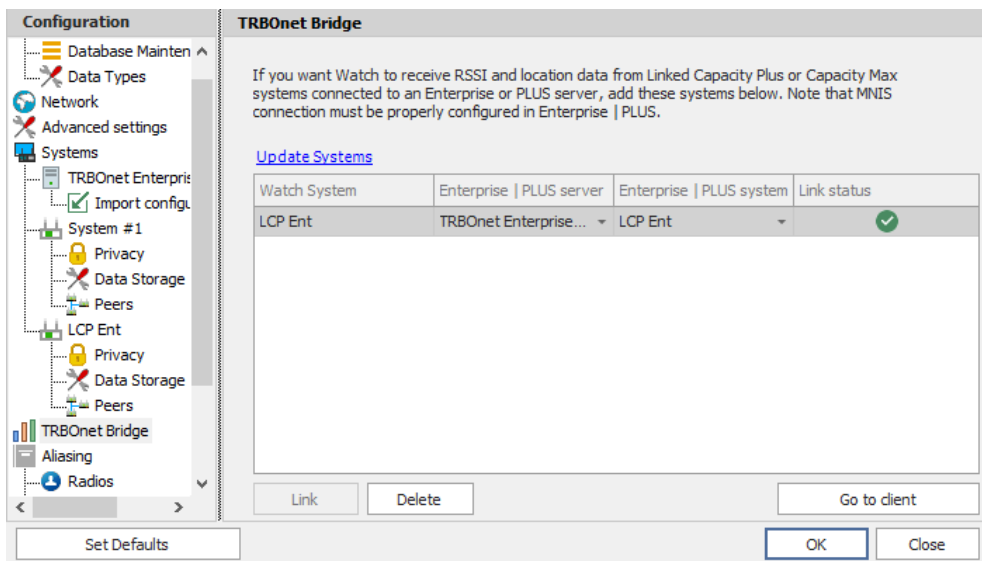 Configuration
Database Mainten
Data Types
Network
Advanced settings
Systems
TRBOnet Enterpris
Import configu
System #1
Privacy
Data Storage
Peers
LCP Ent
Privacy
Data Storage
Peers
TRBOnet Bridge
Aliasing
Radios
Set Defaults
TRBOnet Bridge
If you want Watch to receive RSSI and location data from Linked Capacity Plus or Capacity Max
systems connected to an Enterprise or PLUS server, add these systems below. Note that MNIS
connection must be properly configured in Enterprise | PLUS.
Update Systems
Watch System Enterprise | PLUS server Enterprise | PLUS system Link status
LCP Ent TRBOnet Enterprise... LCP Ent
Link Delete Go to client
OK Close